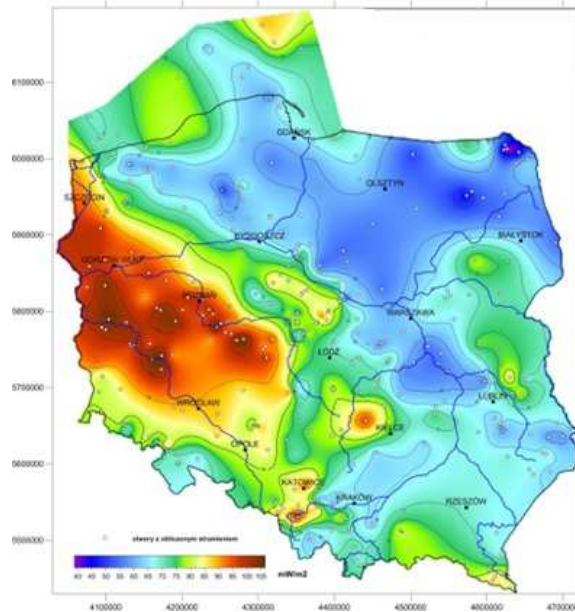 6100000
GDAŃSK
6000000
OLSZTYN
SZCZECIN
5900000
BYDGOSZCZ
BIAŁYSTOK
GORZÓW WLKP
POZNAŃ
5800000
WARSZAWA
ŁÓDŹ
5700000
WROCŁAW
LUBLIN
KIELCE
OPOLE
5600000
KATOWICE
KRAKÓW
RZESZÓW
5500000
otwory z obliczonym strumieniem
mW/m2
40 45 50 55 60 65 70 75 80 85 90 95 100 105
4100000 4200000 4300000 4400000 4500000 4600000 4700000